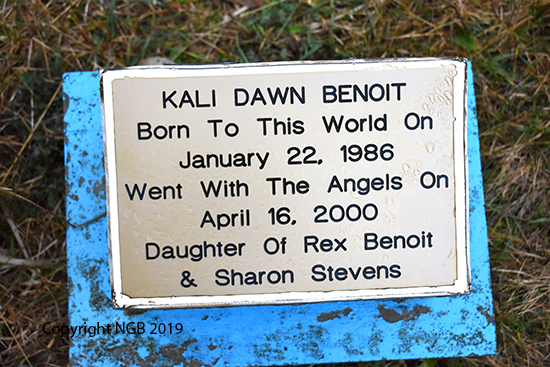 KALI DAWN BENOIT
Born To This World On
January 22, 1986
Went With The Angels On
April 16, 2000
Daughter Of Rex Benoit
& Sharon Stevens
Copyright NGB 2019